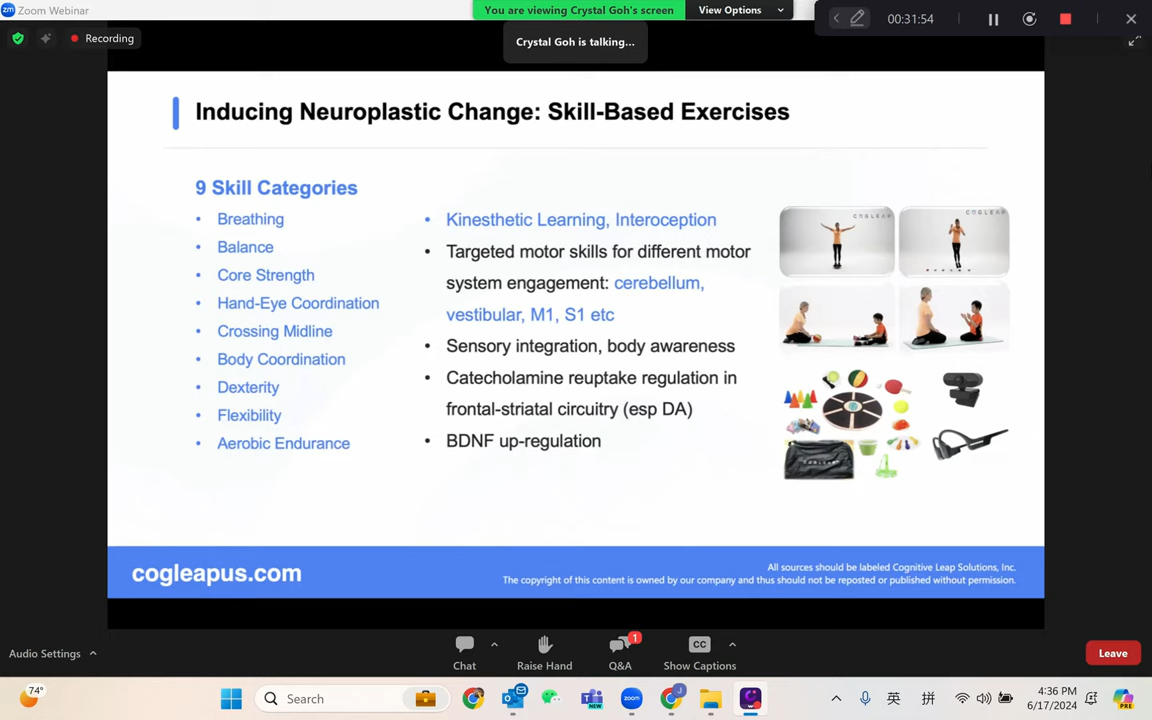 zm Zoom Webinar
You are viewing Crystal Goh's screen
View Options
00:31:54
Recording
Crystal Goh is talking...
Inducing Neuroplastic Change: Skill-Based Exercises
9 Skill Categories
• Breathing
• Balance
• Core Strength
• Hand-Eye Coordination
• Crossing Midline
• Body Coordination
• Dexterity
• Flexibility
• Aerobic Endurance
• Kinesthetic Learning, Interoception
• Targeted motor skills for different motor
system engagement: cerebellum,
vestibular, M1, S1 etc
• Sensory integration, body awareness
• Catecholamine reuptake regulation in
frontal-striatal circuitry (esp DA)
• BDNF up-regulation
COGLEAP
COGLEAP
COGLEAP
cogleapus.com
All sources should be labeled Cognitive Leap Solutions, Inc.
The copyright of this content is owned by our company and thus should not be reposted or published without permission.
Audio Settings
Chat
Raise Hand
1
Q&A
CC
Show Captions
Leave
74°
Search
NEW
zoom
J
英
拼
4:36 PM
6/17/2024
PRE